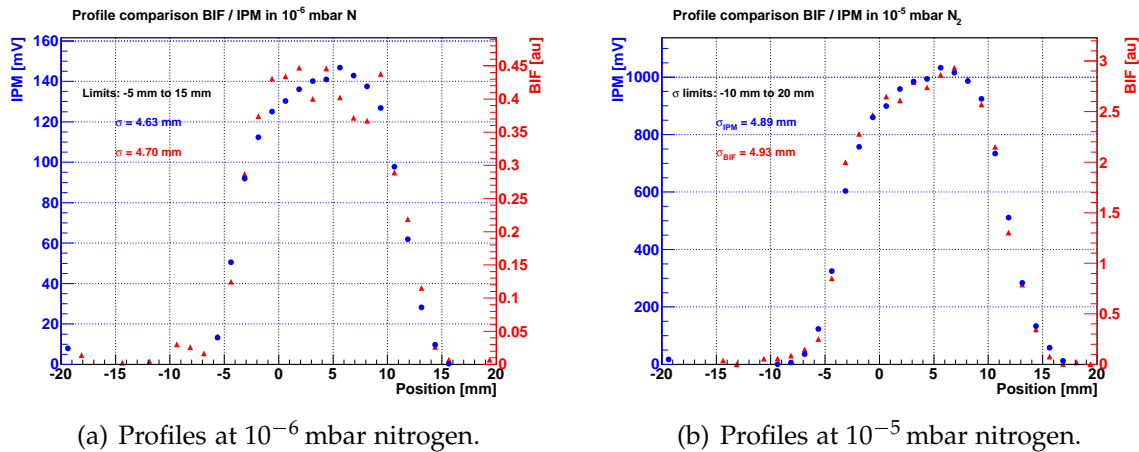 Profile comparison BIF / IPM in 10⁻⁶ mbar N
IPM [mV]
160
140
120
100
80
60
40
20
0
Limits: -5 mm to 15 mm
σ = 4.63 mm
σ = 4.70 mm
BIF [au]
0.45
0.4
0.35
0.3
0.25
0.2
0.15
0.1
0.05
0
-20 -15 -10 -5 0 5 10 15 20
Position [mm]
(a) Profiles at 10⁻⁶ mbar nitrogen.
Profile comparison BIF / IPM in 10⁻⁵ mbar N₂
IPM [mV]
1000
800
600
400
200
0
σ limits: -10 mm to 20 mm
σIPM = 4.89 mm
σBIF = 4.93 mm
BIF [au]
3
2.5
2
1.5
1
0.5
0
-20 -15 -10 -5 0 5 10 15 20
Position [mm]
(b) Profiles at 10⁻⁵ mbar nitrogen.